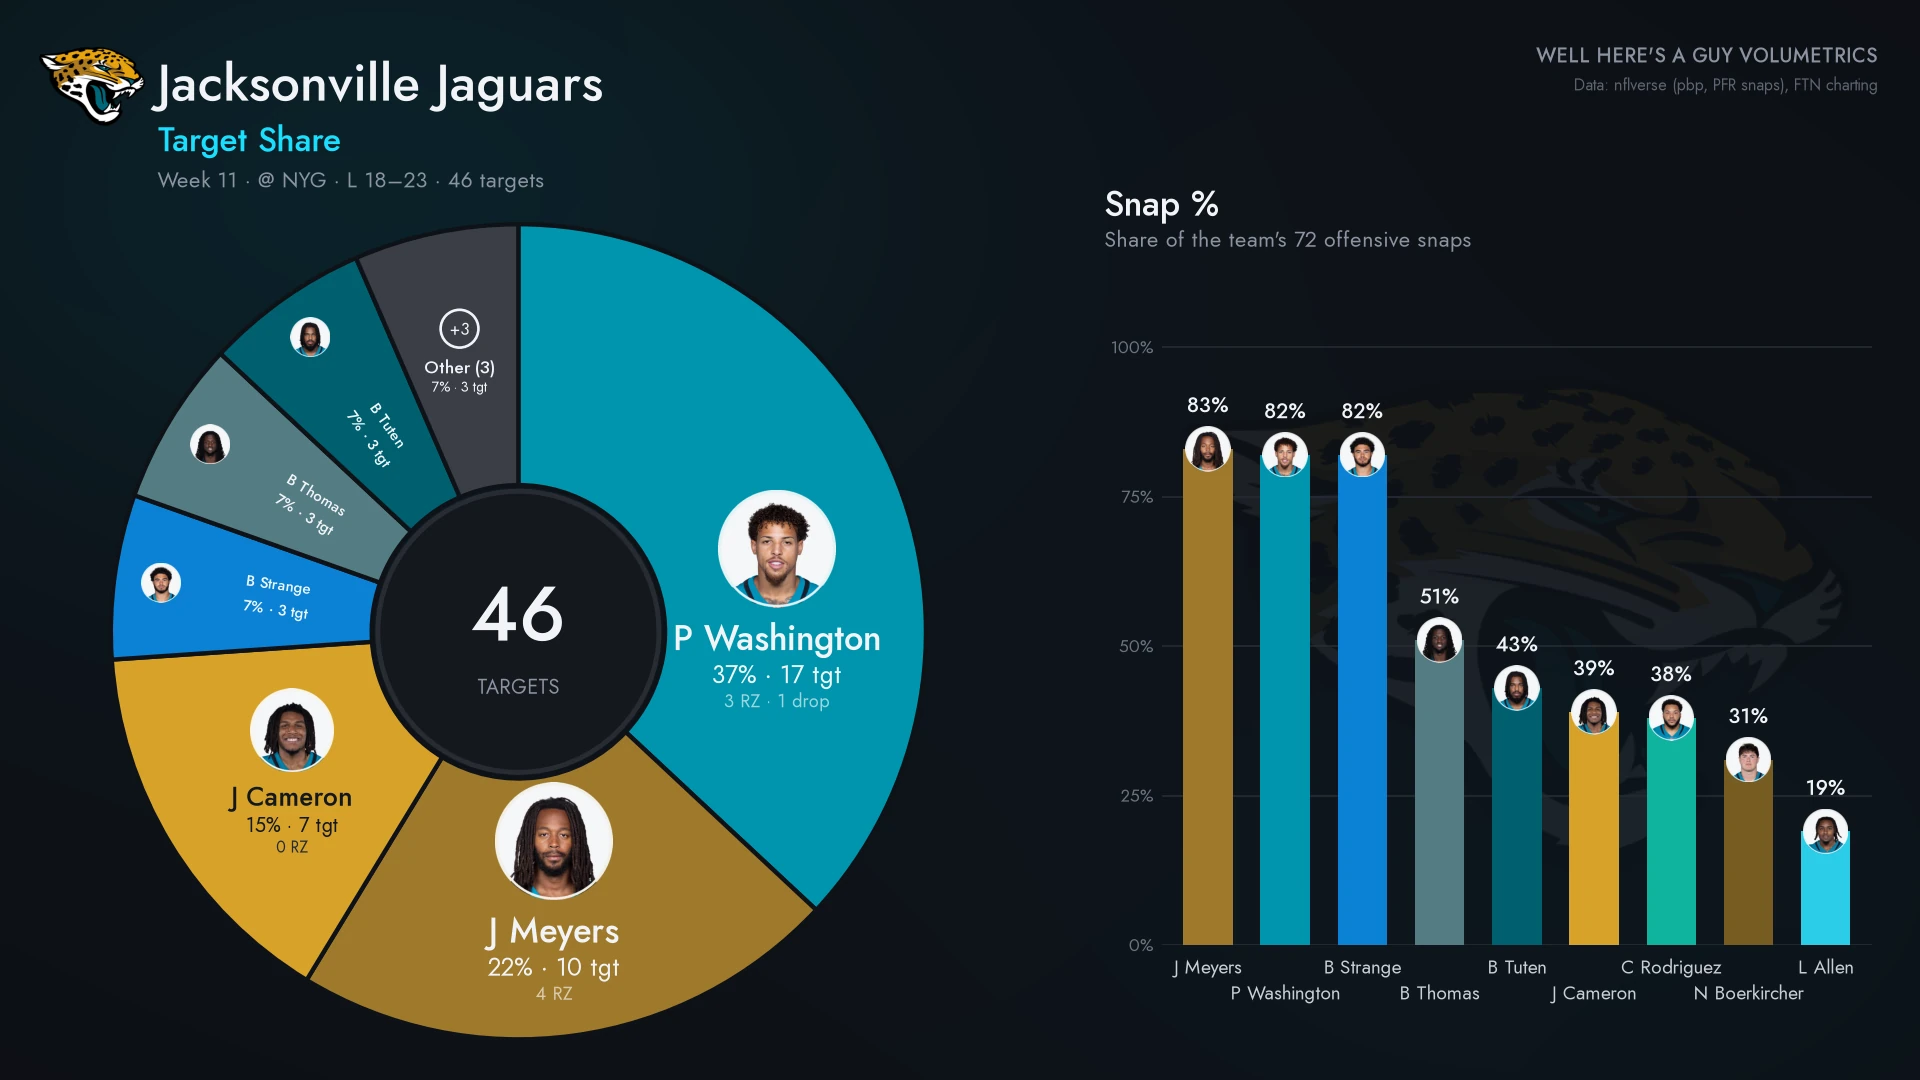 Jacksonville Jaguars
Target Share
Week 11 · @ NYG · L 18–23 · 46 targets
WELL HERE'S A GUY VOLUMETRICS
Data: nflverse (pbp, PFR snaps), FTN charting
+3
Other (3)
7% · 3 tgt
B Tuten
7% · 3 tgt
B Thomas
7% · 3 tgt
B Strange
7% · 3 tgt
46
TARGETS
P Washington
37% · 17 tgt
3 RZ · 1 drop
J Cameron
15% · 7 tgt
0 RZ
J Meyers
22% · 10 tgt
4 RZ
Snap %
Share of the team's 72 offensive snaps
100%
75%
50%
25%
0%
83%
82%
82%
51%
43%
39%
38%
31%
19%
J Meyers
P Washington
B Strange
B Thomas
B Tuten
J Cameron
C Rodriguez
N Boerkircher
L Allen